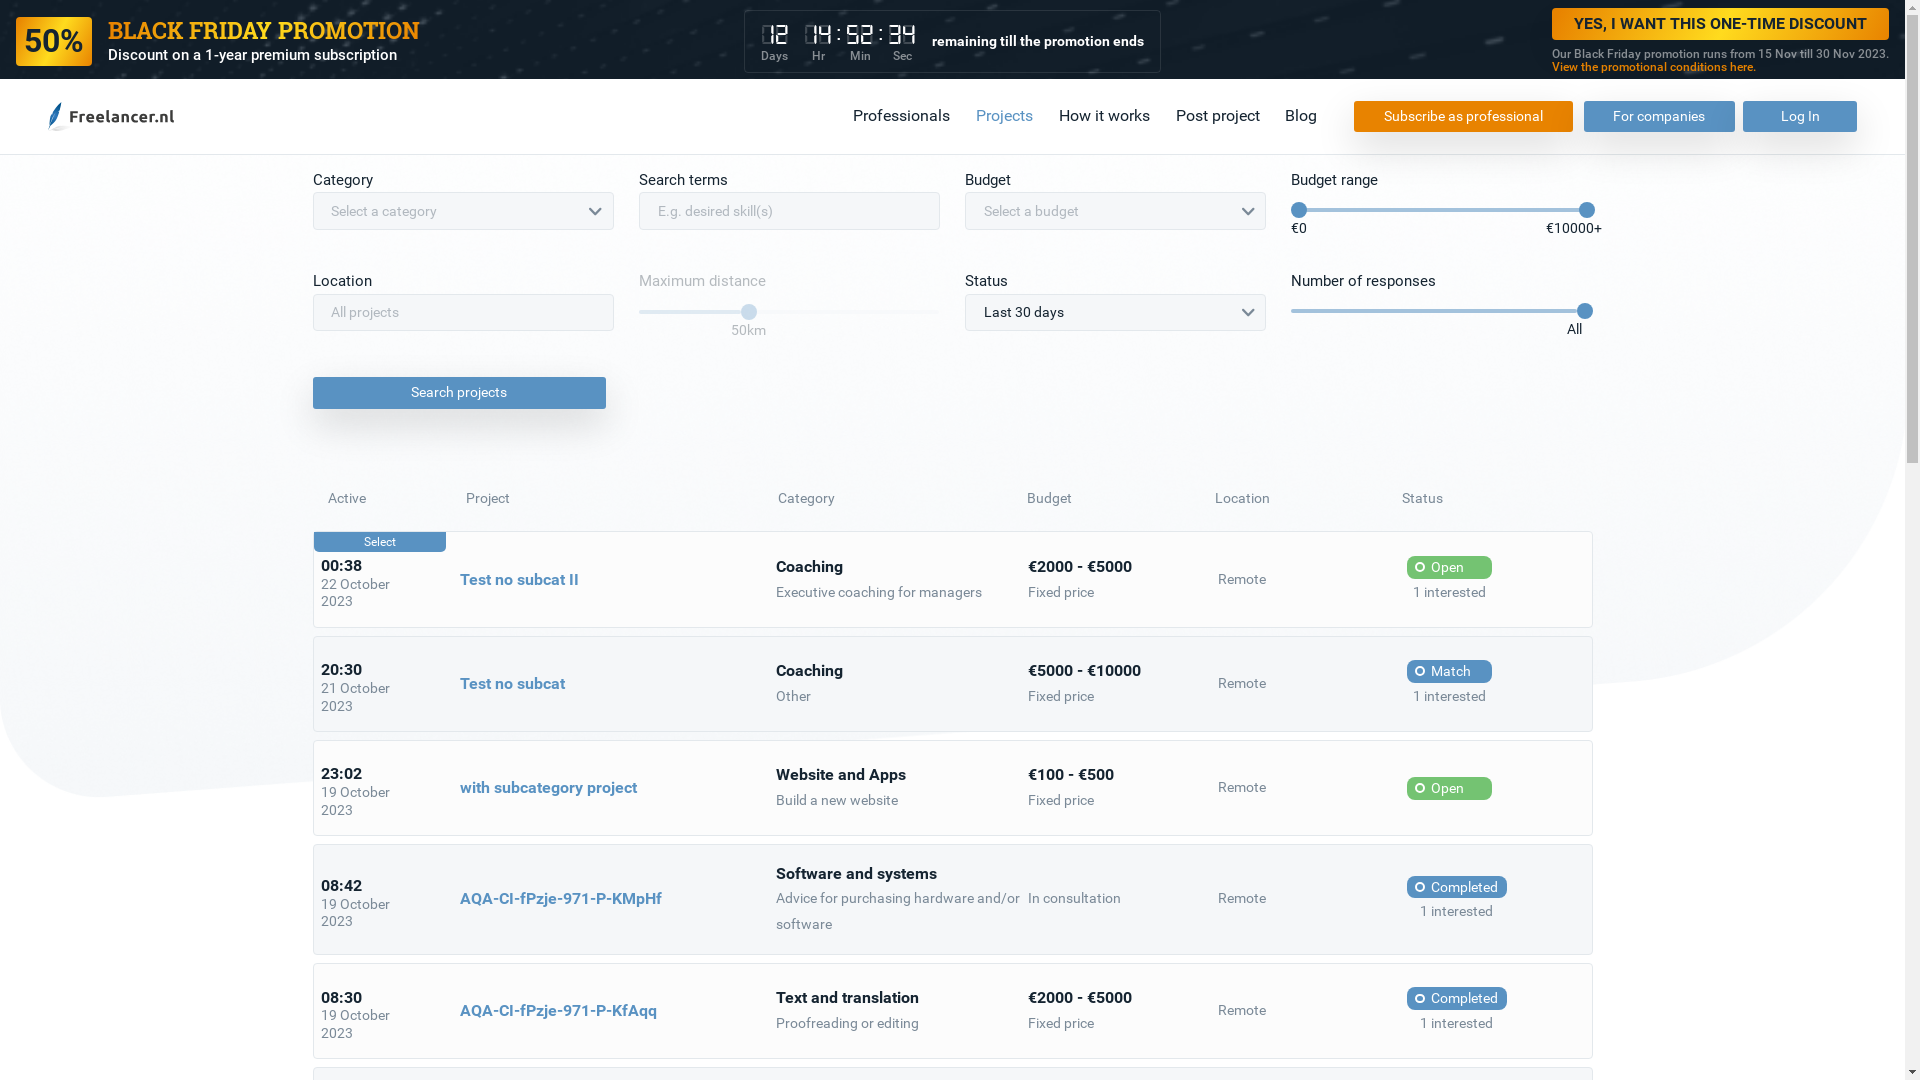 50%
BLACK FRIDAY PROMOTION
Discount on a 1-year premium subscription
12 14 : 52 : 34
Days Hr Min Sec
remaining till the promotion ends
YES, I WANT THIS ONE-TIME DISCOUNT
Our Black Friday promotion runs from 15 Nov till 30 Nov 2023.
View the promotional conditions here.
Freelancer.nl
Professionals Projects How it works Post project Blog Subscribe as professional For companies Log In
Category Search terms Budget Budget range
Select a category E.g. desired skill(s) Select a budget
€0 €10000+
Location Maximum distance Status Number of responses
All projects Last 30 days
50km All
Search projects
Active Project Category Budget Location Status
Select
00:38
22 October
2023
Test no subcat II
Coaching
Executive coaching for managers
€2000 - €5000
Fixed price
Remote
Open
1 interested
20:30
21 October
2023
Test no subcat
Coaching
Other
€5000 - €10000
Fixed price
Remote
Match
1 interested
23:02
19 October
2023
with subcategory project
Website and Apps
Build a new website
€100 - €500
Fixed price
Remote
Open
08:42
19 October
2023
AQA-CI-fPzje-971-P-KMpHf
Software and systems
Advice for purchasing hardware and/or
software
In consultation
Remote
Completed
1 interested
08:30
19 October
2023
AQA-CI-fPzje-971-P-KfAqq
Text and translation
Proofreading or editing
€2000 - €5000
Fixed price
Remote
Completed
1 interested